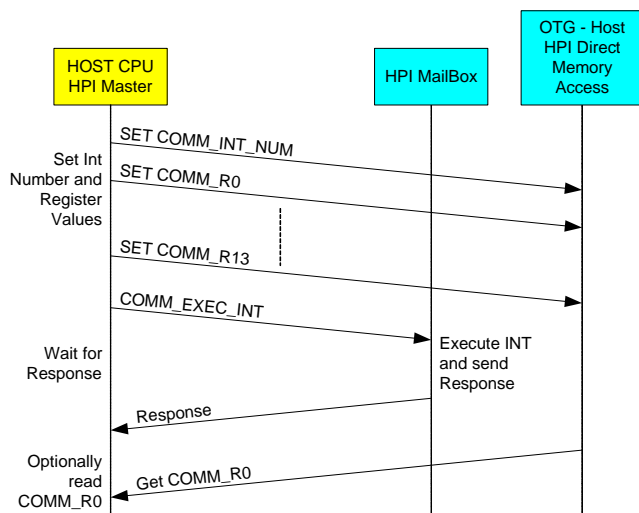 HOST CPU
HPI Master
HPI MailBox
OTG - Host
HPI Direct
Memory
Access
SET COMM_INT_NUM
Set Int
Number and
Register
Values
SET COMM_R0
SET COMM_R13
COMM_EXEC_INT
Wait for
Response
Execute INT
and send
Response
Response
Optionally
read
COMM_R0
Get COMM_R0